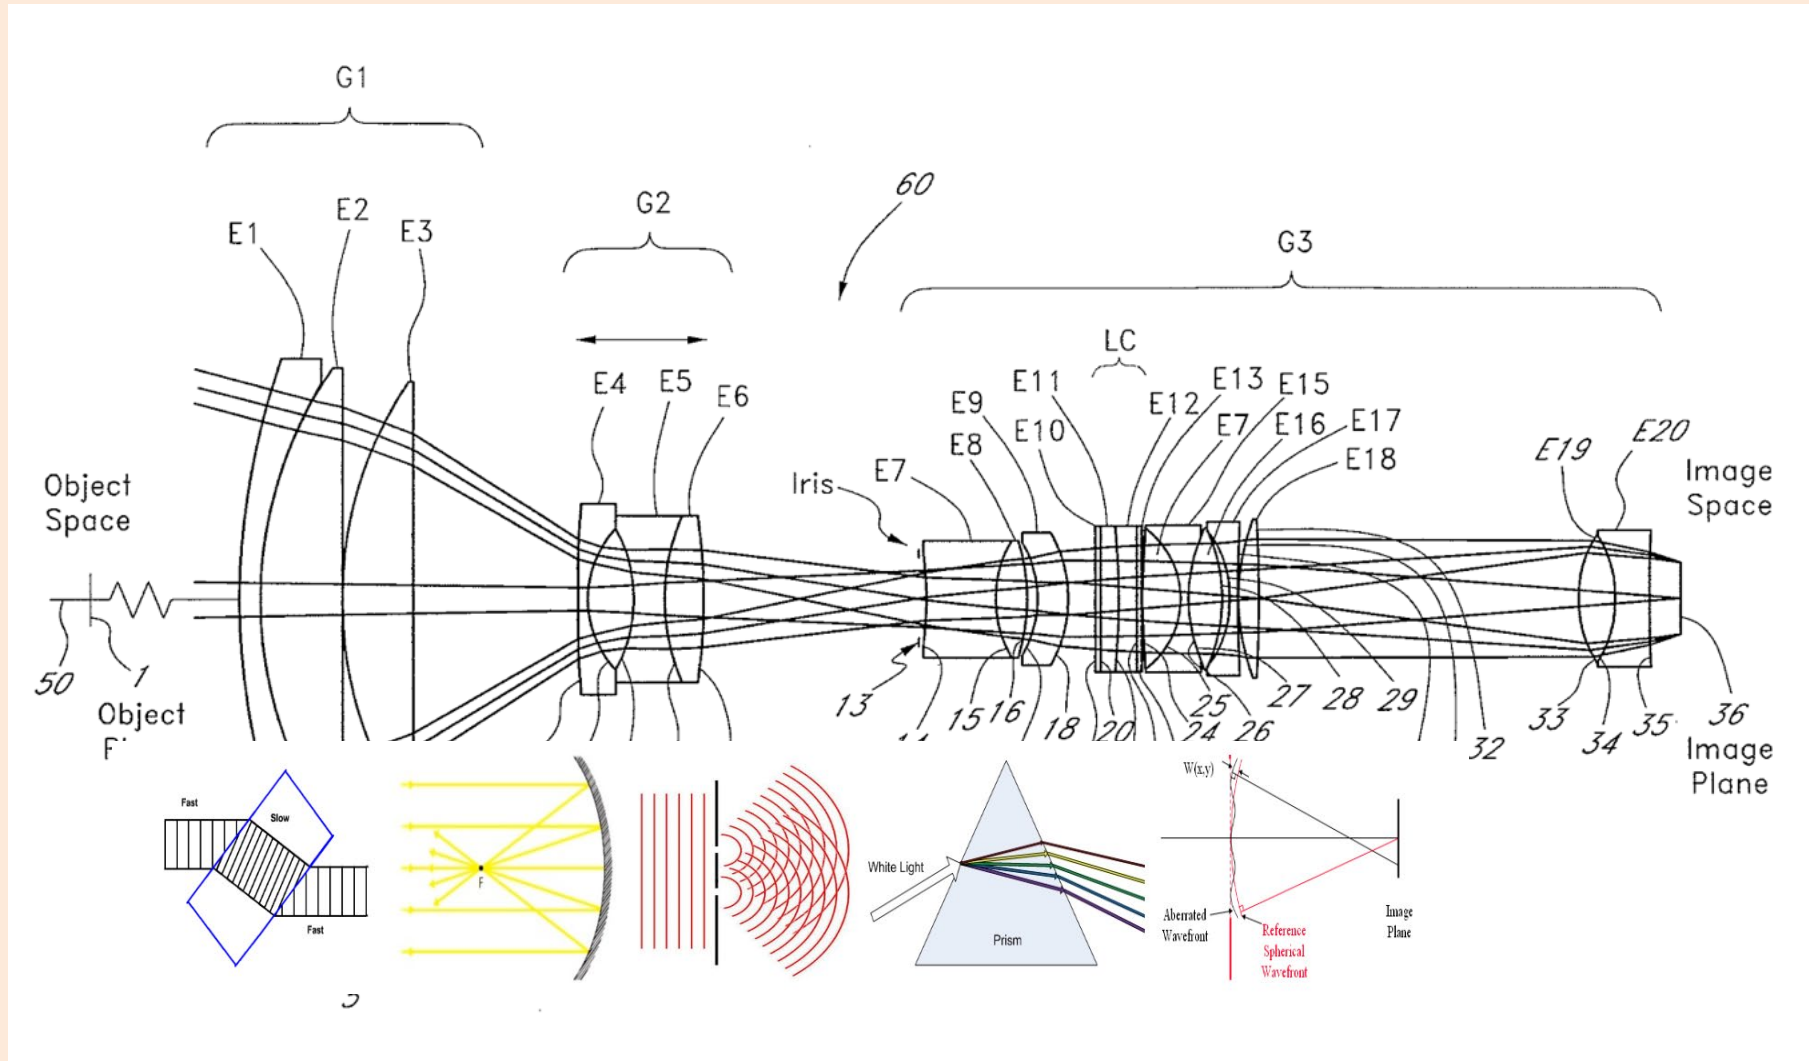 G1
G2
60
E1
E2
E3
G3
LC
E4
E5
E6
E9
E11
E12
E13
E15
E10
E7
E16
E17
E8
E18
E19
E20
Iris
E7
Object
Space
Image
Space
50
1
Object
13
15
16
18
20
24
25
26
27
28
29
32
33
34
35
36
Image
Plane
Fast
Slow
Fast
F
White Light
Prism
W(x,y)
Aberrated
Wavefront
Reference
Spherical
Wavefront
Image
Plane